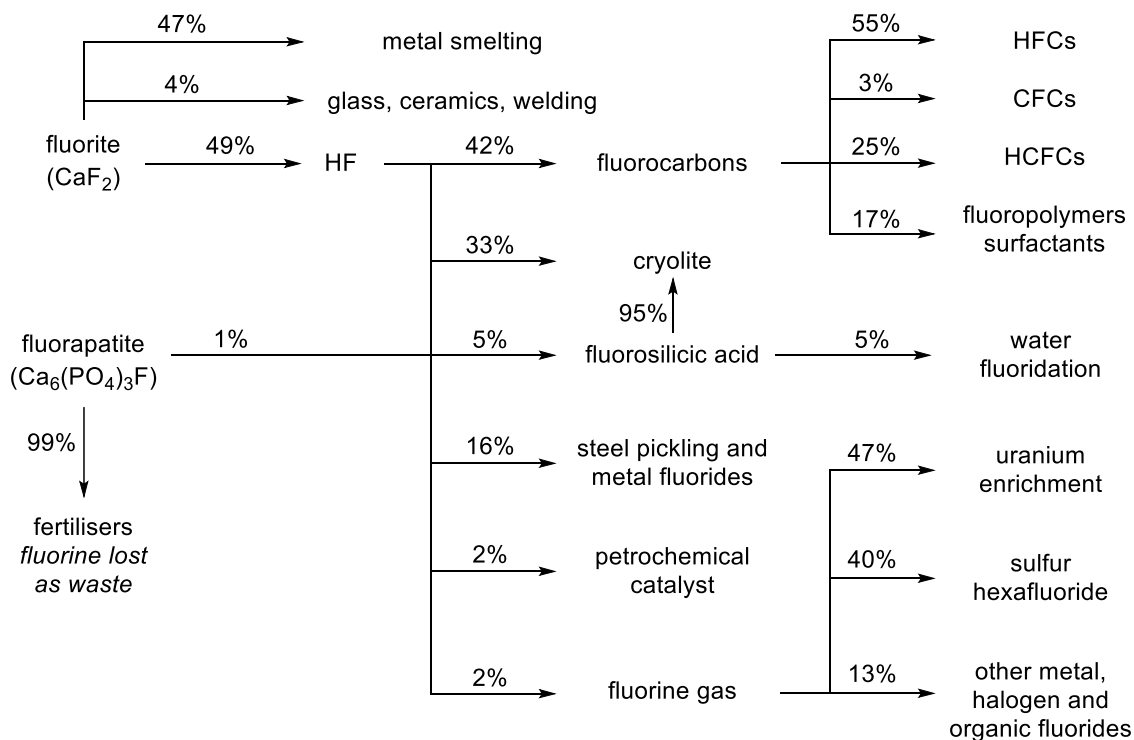 47%
metal smelting
55%
HFCs
4%
glass, ceramics, welding
3%
CFCs
fluorite
(CaF₂)
49%
HF
42%
fluorocarbons
25%
HCFCs
17%
fluoropolymers
surfactants
33%
cryolite
95%
fluorapatite
(Ca₆(PO₄)₃F)
1%
5%
fluorosilicic acid
5%
water
fluoridation
99%
fertilisers
fluorine lost
as waste
16%
steel pickling and
metal fluorides
47%
uranium
enrichment
2%
petrochemical
catalyst
40%
sulfur
hexafluoride
2%
fluorine gas
13%
other metal,
halogen and
organic fluorides